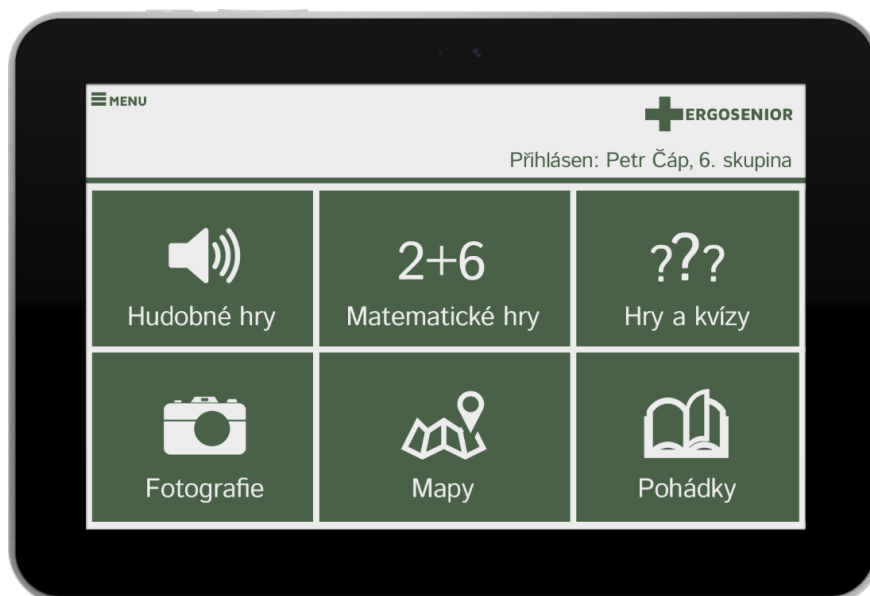 MENU
ERGOSENIOR
Přihlásen: Petr Čáp, 6. skupina
2+6
???
Hudobné hry
Matematické hry
Hry a kvízy
Fotografie
Mapy
Pohádky